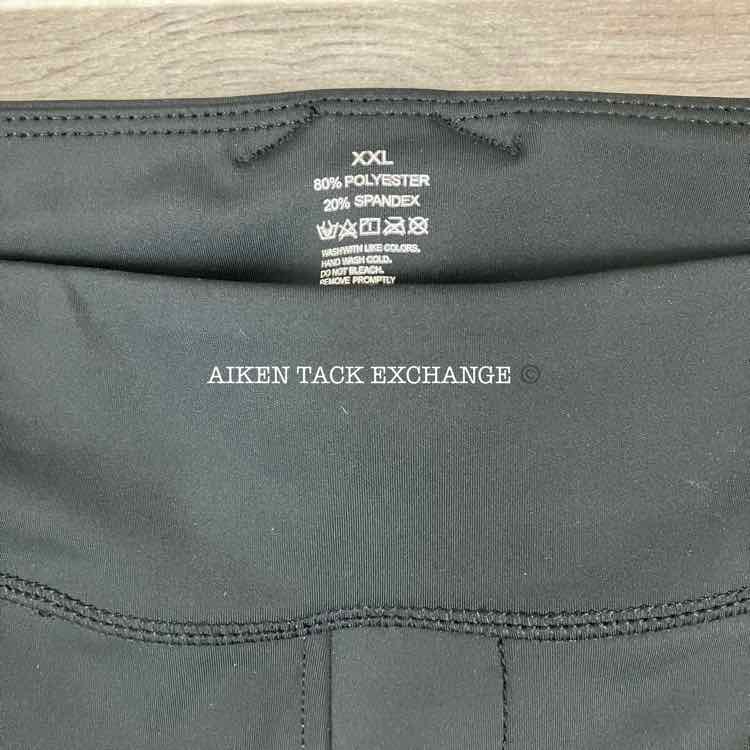 XXL
80% POLYESTER
20% SPANDEX
WASH WITH LIKE COLORS.
HAND WASH COLD.
DO NOT BLEACH.
REMOVE PROMPTLY
AIKEN TACK EXCHANGE ©